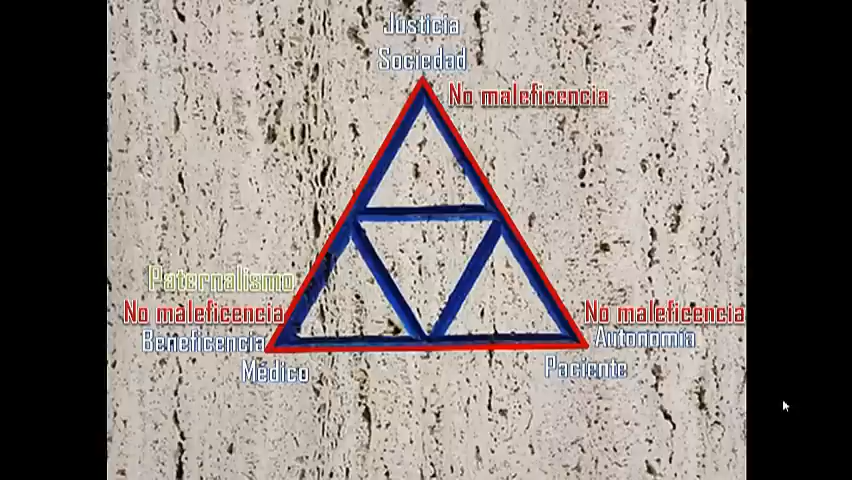 Justicia
Sociedad
No maleficencia
Paternalismo
No maleficencia
Beneficencia
Médico
No maleficencia
Autonomía
Paciente